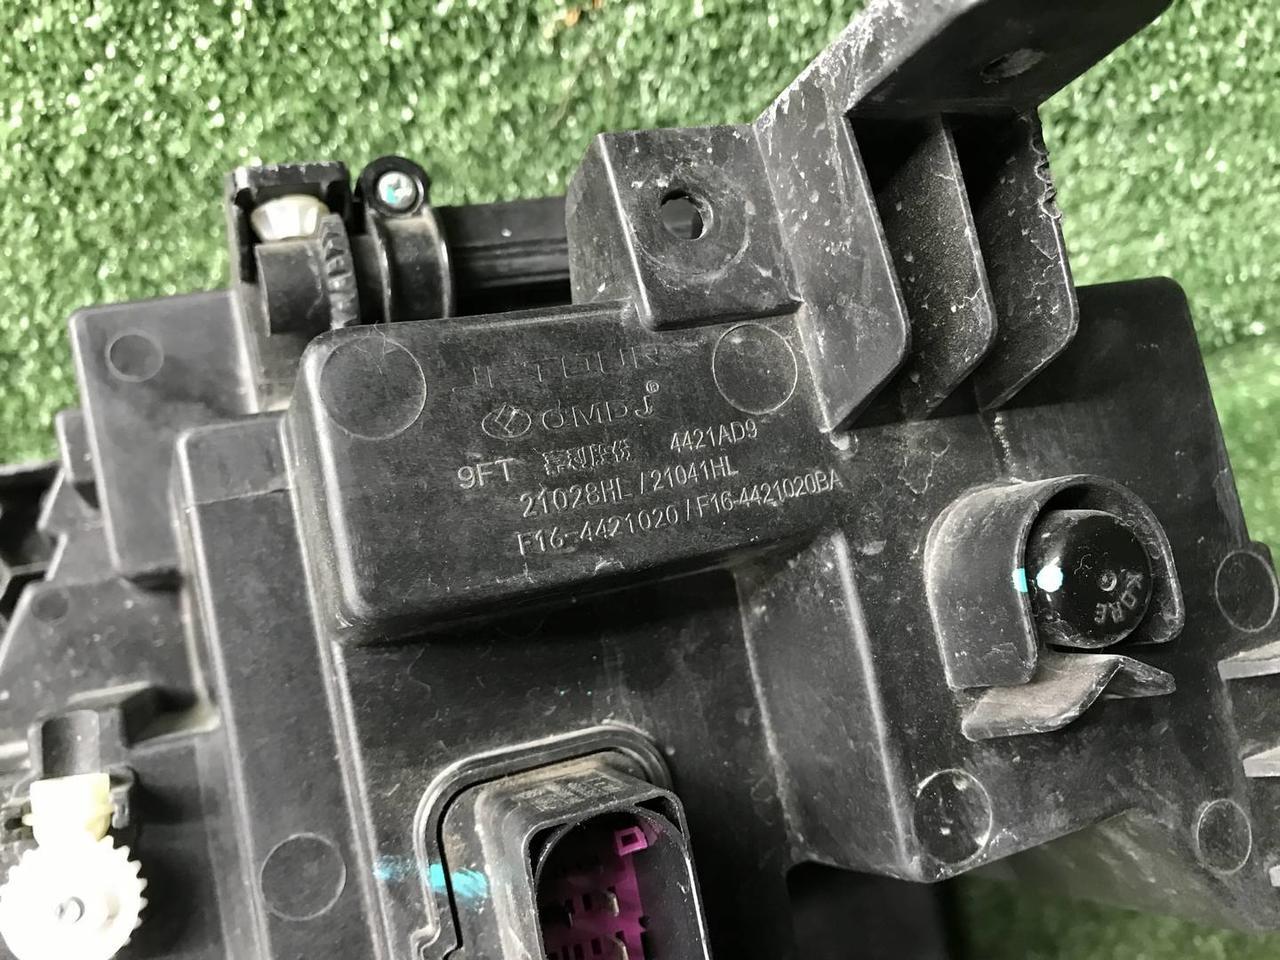 JETOUR
OMDJ®
9FT 4421AD9
21028HL / 21041HL
F16-4421020 / F16-4421020BA